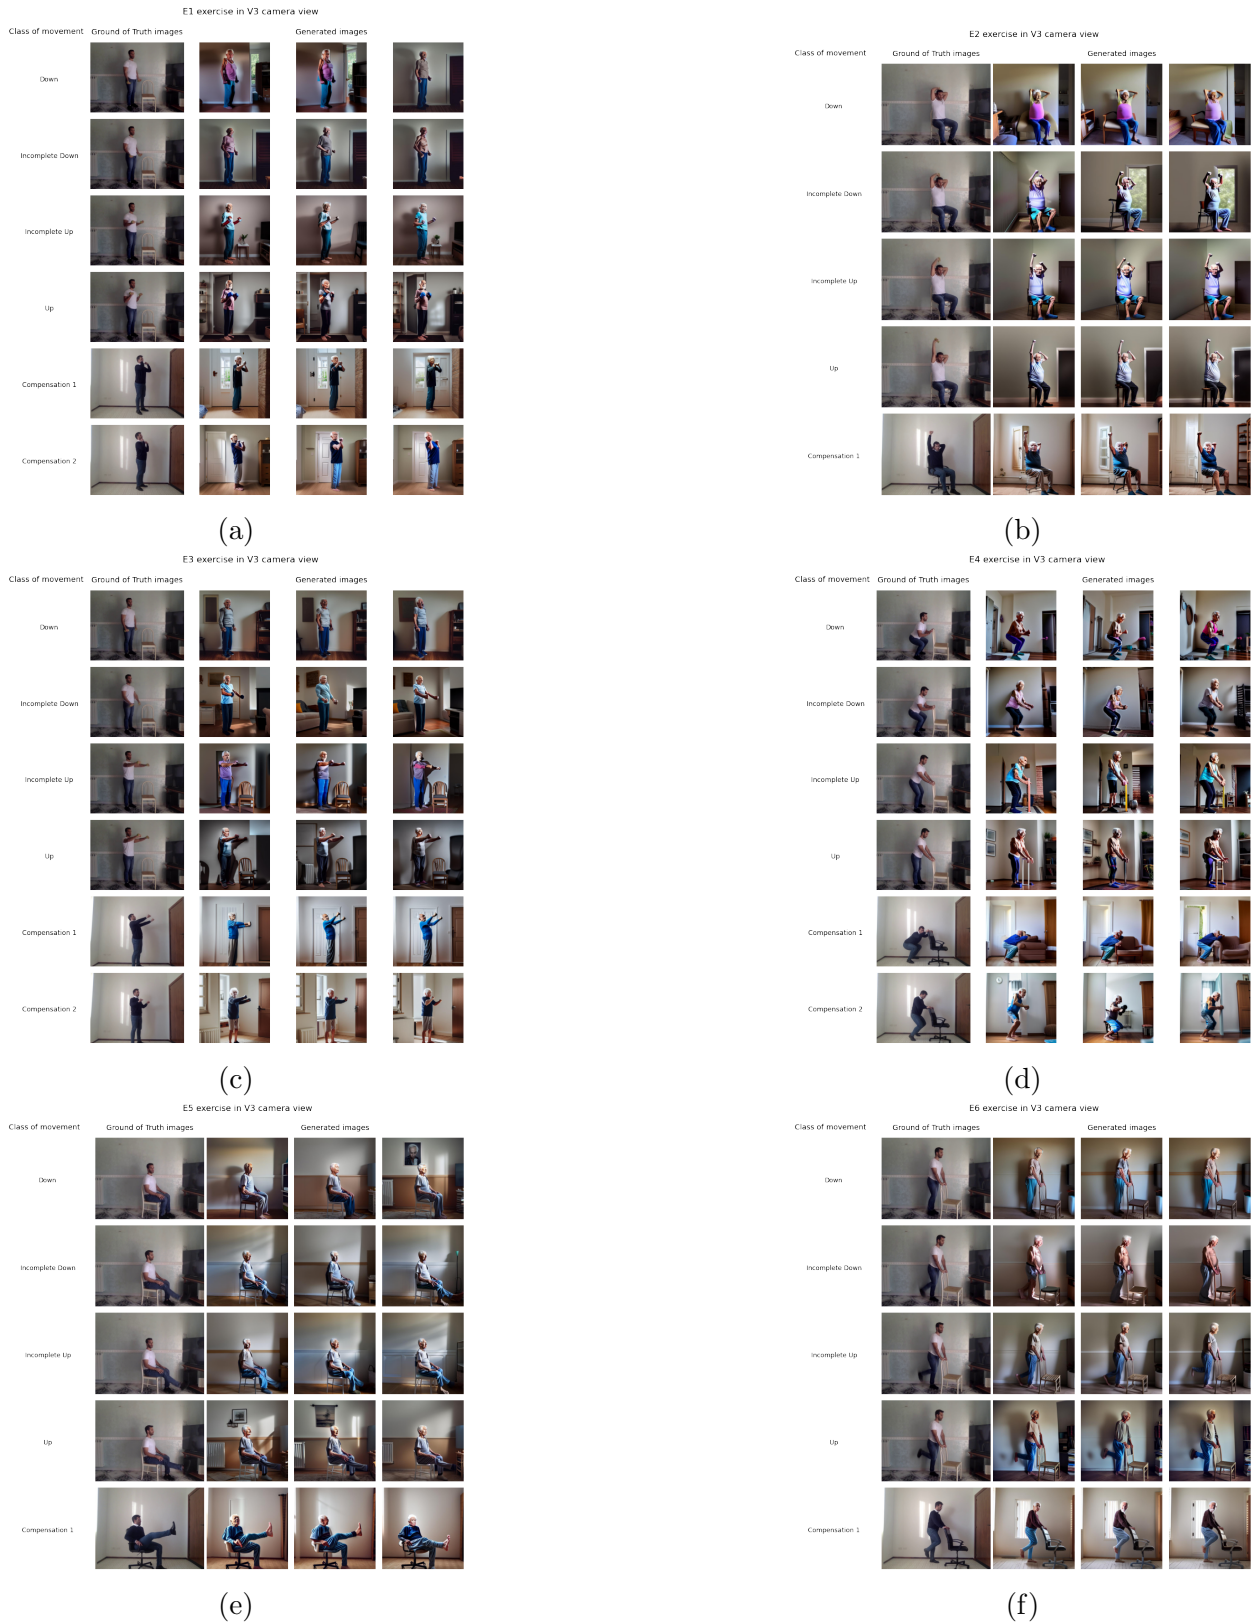 E1 exercise in V3 camera view
Class of movement Ground of Truth images Generated images
Down
Incomplete Down
Incomplete Up
Up
Compensation 1
Compensation 2
(a)
E2 exercise in V3 camera view
Class of movement Ground of Truth images Generated images
Down
Incomplete Down
Incomplete Up
Up
Compensation 1
(b)
E3 exercise in V3 camera view
Class of movement Ground of Truth images Generated images
Down
Incomplete Down
Incomplete Up
Up
Compensation 1
Compensation 2
(c)
E4 exercise in V3 camera view
Class of movement Ground of Truth images Generated images
Down
Incomplete Down
Incomplete Up
Up
Compensation 1
Compensation 2
(d)
E5 exercise in V3 camera view
Class of movement Ground of Truth images Generated images
Down
Incomplete Down
Incomplete Up
Up
Compensation 1
(e)
E6 exercise in V3 camera view
Class of movement Ground of Truth images Generated images
Down
Incomplete Down
Incomplete Up
Up
Compensation 1
(f)